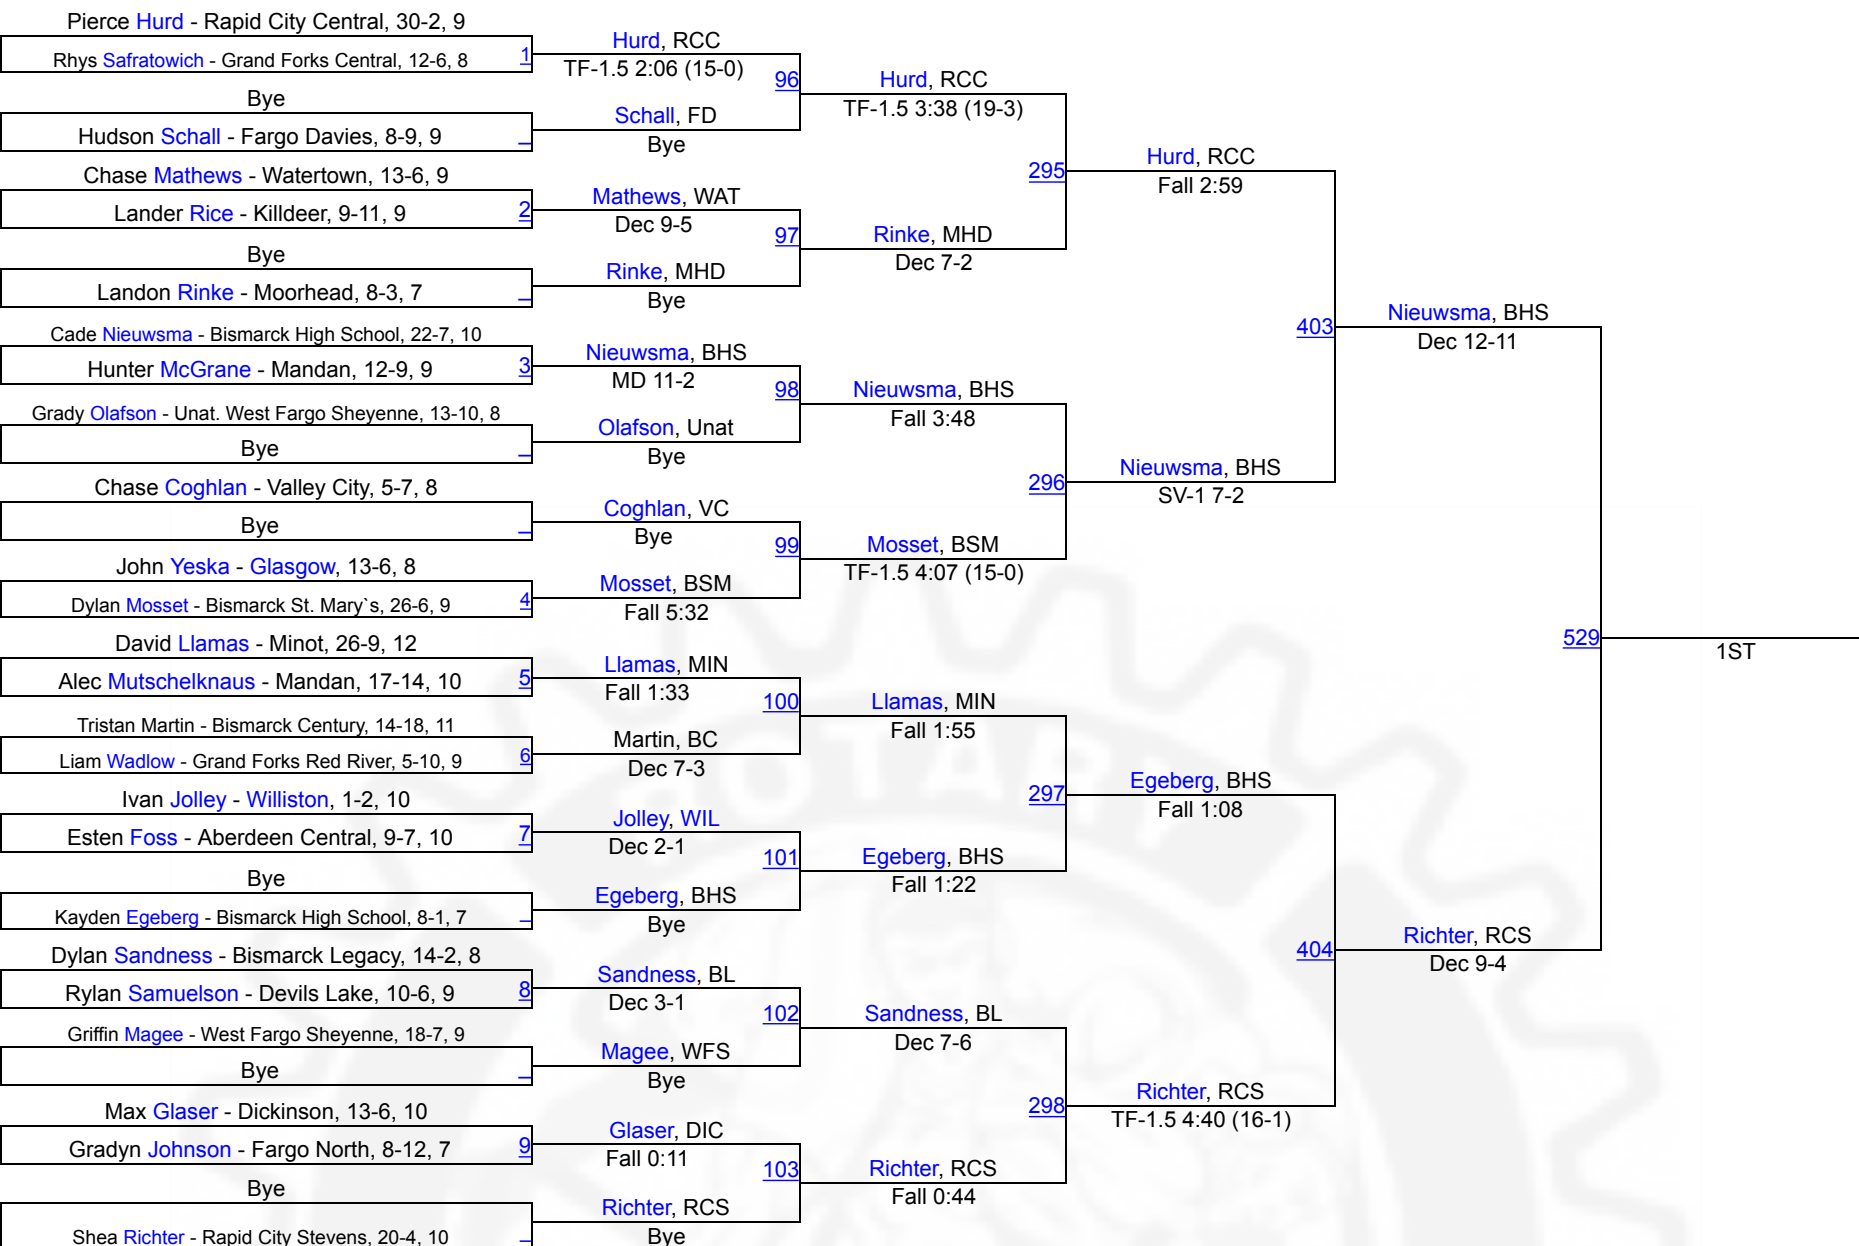 Pierce Hurd - Rapid City Central, 30-2, 9
Rhys Safratowich - Grand Forks Central, 12-6, 8
1
Bye
Hudson Schall - Fargo Davies, 8-9, 9
Chase Mathews - Watertown, 13-6, 9
Lander Rice - Killdeer, 9-11, 9
2
Bye
Landon Rinke - Moorhead, 8-3, 7
Cade Nieuwsma - Bismarck High School, 22-7, 10
Hunter McGrane - Mandan, 12-9, 9
3
Grady Olafson - Unat. West Fargo Sheyenne, 13-10, 8
Bye
Chase Coghlan - Valley City, 5-7, 8
Bye
John Yeska - Glasgow, 13-6, 8
Dylan Mosset - Bismarck St. Mary`s, 26-6, 9
4
David Llamas - Minot, 26-9, 12
Alec Mutschelknaus - Mandan, 17-14, 10
5
Tristan Martin - Bismarck Century, 14-18, 11
Liam Wadlow - Grand Forks Red River, 5-10, 9
6
Ivan Jolley - Williston, 1-2, 10
Esten Foss - Aberdeen Central, 9-7, 10
7
Bye
Kayden Egeberg - Bismarck High School, 8-1, 7
Dylan Sandness - Bismarck Legacy, 14-2, 8
Rylan Samuelson - Devils Lake, 10-6, 9
8
Griffin Magee - West Fargo Sheyenne, 18-7, 9
Bye
Max Glaser - Dickinson, 13-6, 10
Gradyn Johnson - Fargo North, 8-12, 7
9
Bye
Shea Richter - Rapid City Stevens, 20-4, 10
Hurd, RCC
TF-1.5 2:06 (15-0)
96
Schall, FD
Bye
Mathews, WAT
Dec 9-5
97
Rinke, MHD
Bye
Nieuwsma, BHS
MD 11-2
98
Olafson, Unat
Bye
Coghlan, VC
Bye
99
Mosset, BSM
Fall 5:32
Llamas, MIN
Fall 1:33
100
Martin, BC
Dec 7-3
Jolley, WIL
Dec 2-1
101
Egeberg, BHS
Bye
Sandness, BL
Dec 3-1
102
Magee, WFS
Bye
Glaser, DIC
Fall 0:11
103
Richter, RCS
Bye
Hurd, RCC
TF-1.5 3:38 (19-3)
295
Rinke, MHD
Dec 7-2
Nieuwsma, BHS
Fall 3:48
296
Mosset, BSM
TF-1.5 4:07 (15-0)
Llamas, MIN
Fall 1:55
297
Egeberg, BHS
Fall 1:22
Sandness, BL
Dec 7-6
298
Richter, RCS
Fall 0:44
Hurd, RCC
Fall 2:59
403
Nieuwsma, BHS
SV-1 7-2
Egeberg, BHS
Fall 1:08
404
Richter, RCS
TF-1.5 4:40 (16-1)
Nieuwsma, BHS
Dec 12-11
529
Richter, RCS
Dec 9-4
1ST
ROTARY